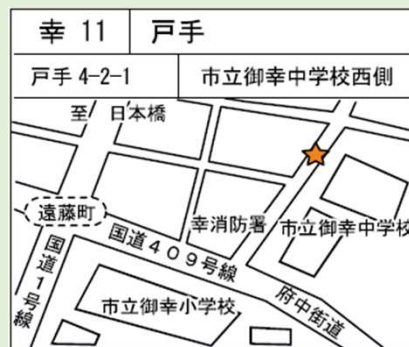 幸 11 戸手
戸手 4-2-1 市立御幸中学校西側
至 日本橋
遠藤町
幸消防署
市立御幸中学校
国道409号線
国道1号線
市立御幸小学校
府中街道